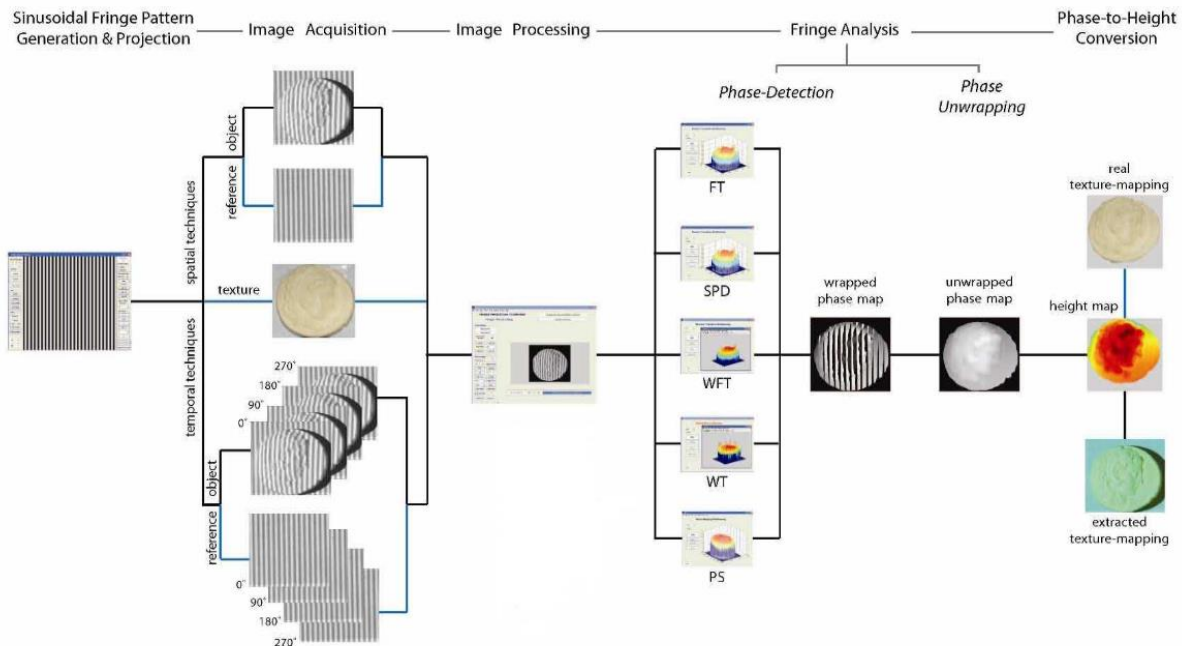 Sinusoidal Fringe Pattern
Generation & Projection
Image Acquisition
Image Processing
Fringe Analysis
Phase-to-Height
Conversion
Phase-Detection
Phase
Unwrapping
object
reference
spatial techniques
texture
temporal techniques
270°
180°
90°
0°
object
reference
0°
90°
180°
270°
FT
SPD
WFT
WT
PS
wrapped
phase map
unwrapped
phase map
real
texture-mapping
height map
extracted
texture-mapping